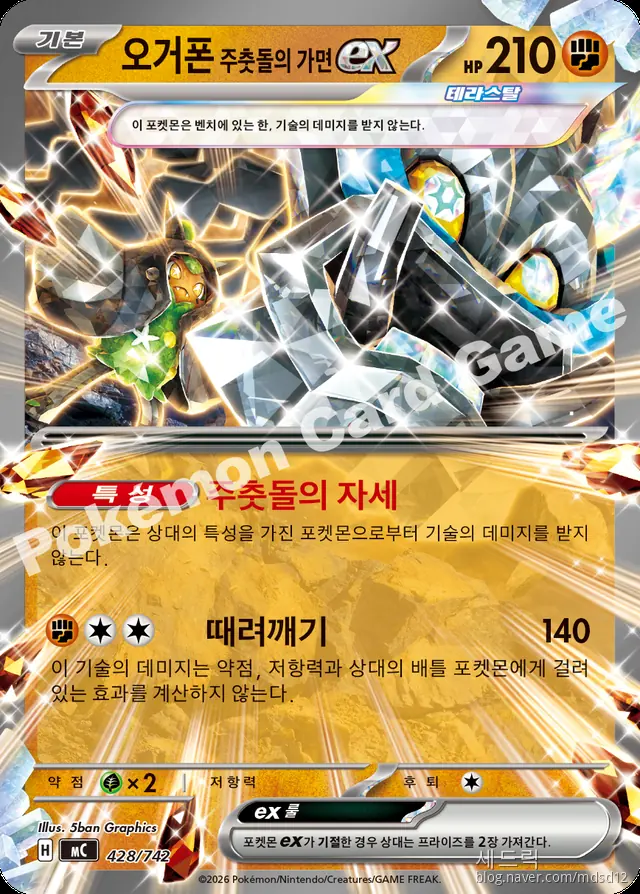 기본 오거폰 주춧돌의 가면 ex HP 210
테라스탈
이 포켓몬은 벤치에 있는 한, 기술의 데미지를 받지 않는다.
Pokémon Card Game
특성 주춧돌의 자세
이 포켓몬은 상대의 특성을 가진 포켓몬으로부터 기술의 데미지를 받지
않는다.
때려깨기 140
이 기술의 데미지는 약점, 저항력과 상대의 배틀 포켓몬에게 걸려
있는 효과를 계산하지 않는다.
약점 ×2 저항력 후퇴
ex 룰
포켓몬 ex가 기절한 경우 상대는 프라이즈를 2장 가져간다.
Illus. 5ban Graphics
H MC 428/742
세드릭
blog.naver.com/mdsd12
©2026 Pokémon/Nintendo/Creatures/GAME FREAK.